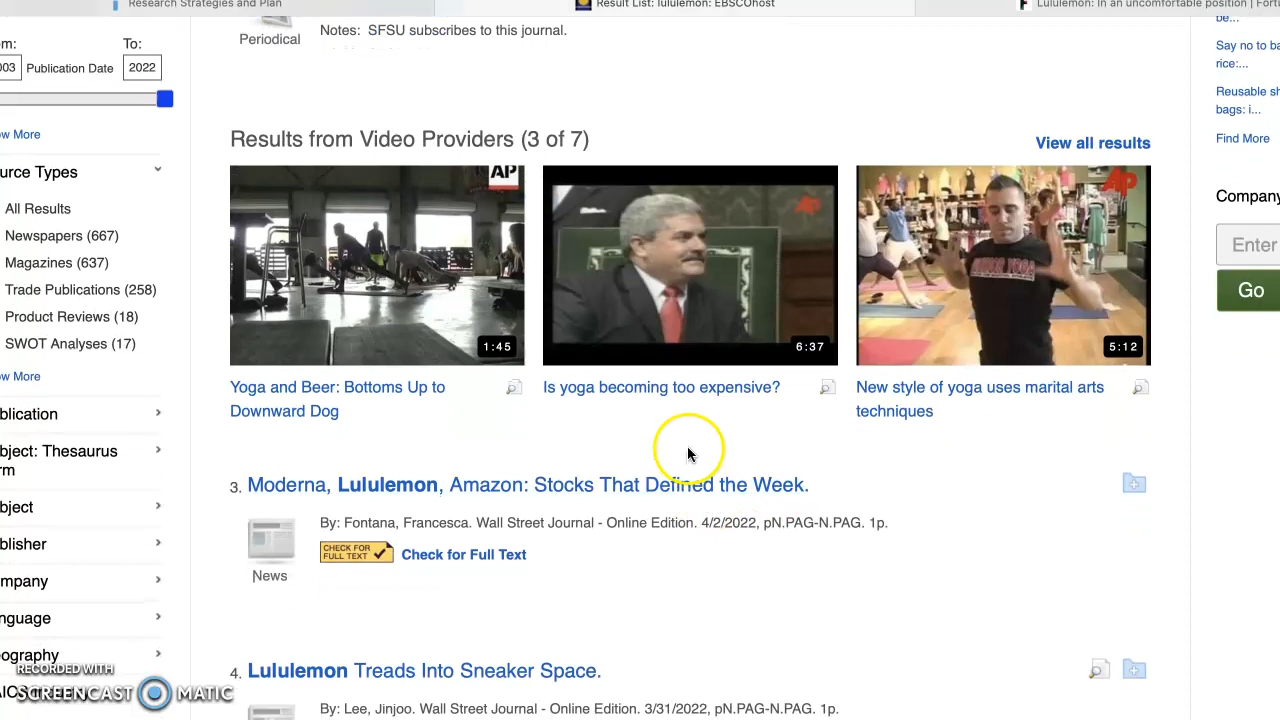 Research Strategies and Plan
Result List: lululemon: EBSCOhost
Lululemon: In an uncomfortable position | Fortu
om:
To:
003
Publication Date
2022
ow More
urce Types
All Results
Newspapers (667)
Magazines (637)
Trade Publications (258)
Product Reviews (18)
SWOT Analyses (17)
ow More
blication
bject: Thesaurus
rm
bject
blisher
mpany
nguage
ography
AICS
RECORDED WITH
SCREENCAST MATIC
Periodical
Notes: SFSU subscribes to this journal.
Results from Video Providers (3 of 7)
View all results
AP
1:45
Yoga and Beer: Bottoms Up to
Downward Dog
AP
6:37
Is yoga becoming too expensive?
AP
5:12
New style of yoga uses marital arts
techniques
3. Moderna, Lululemon, Amazon: Stocks That Defined the Week.
By: Fontana, Francesca. Wall Street Journal - Online Edition. 4/2/2022, pN.PAG-N.PAG. 1p.
CHECK FOR
FULL TEXT
Check for Full Text
News
4. Lululemon Treads Into Sneaker Space.
By: Lee, Jinjoo. Wall Street Journal - Online Edition. 3/31/2022, pN.PAG-N.PAG. 1p.
be...
Say no to ba
rice:...
Reusable sh
bags: i...
Find More
Company
Enter
Go